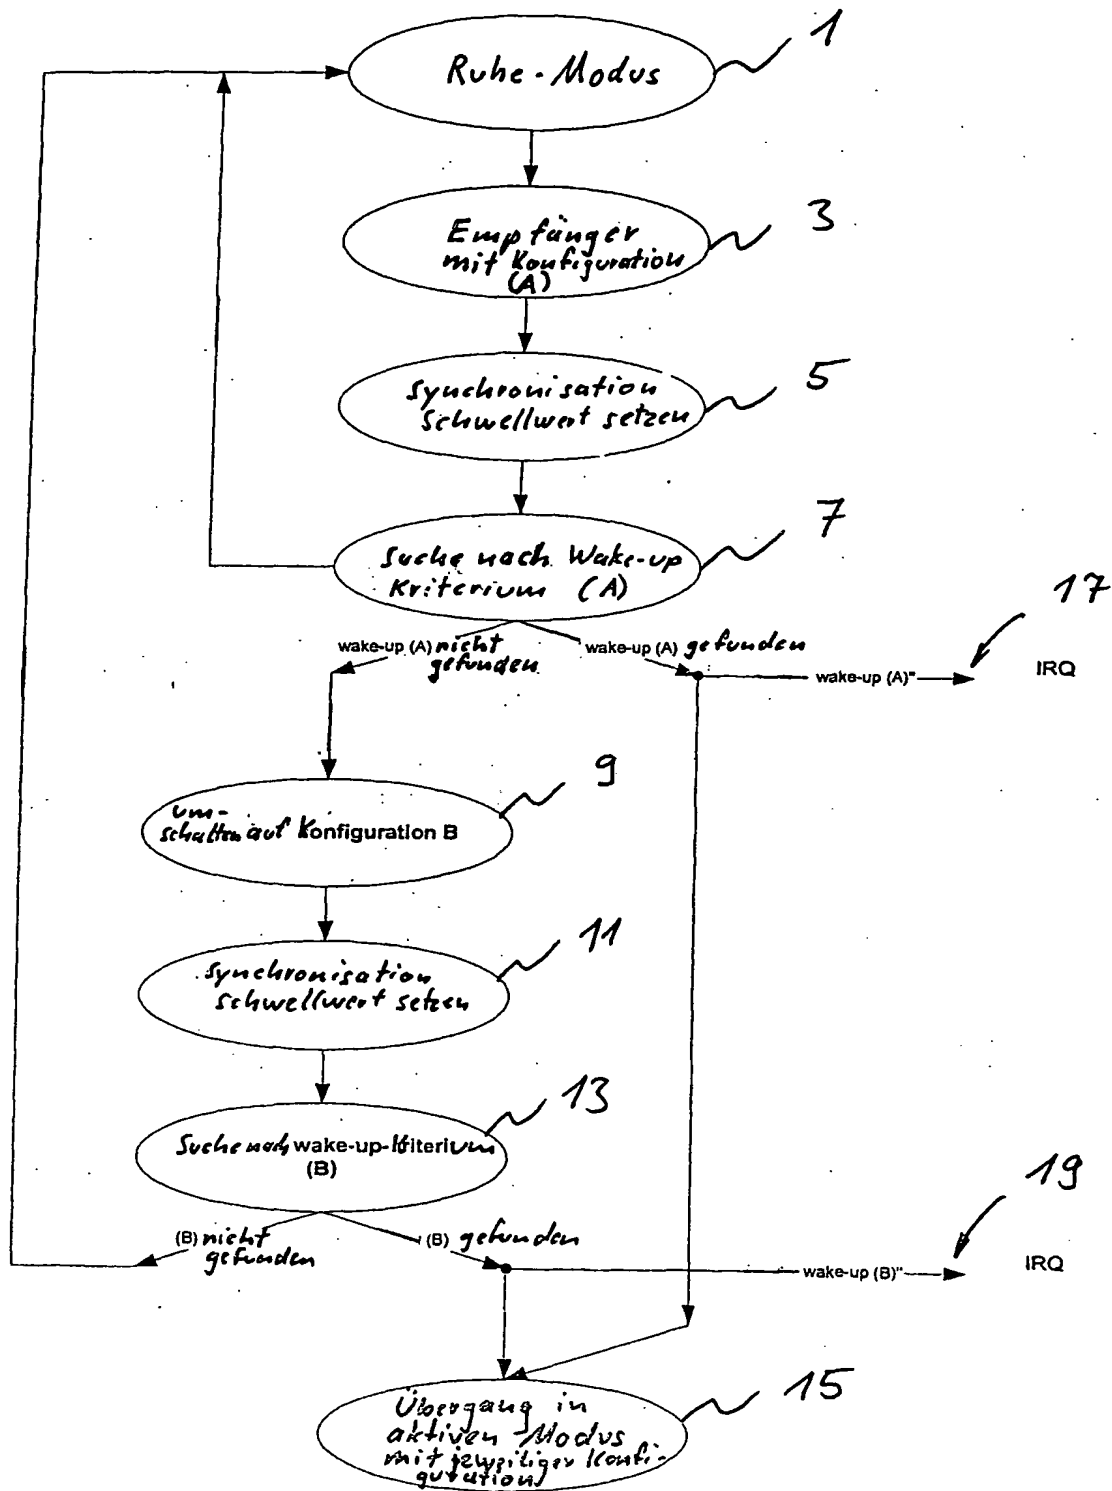 1
Ruhe-Modus
3
Empfänger
mit Konfiguration
(A)
5
Synchronisation
Schwellwert setzen
7
Suche nach Wake-up
Kriterium (A)
17
wake-up (A) nicht
gefunden
wake-up (A) gefunden
wake-up (A)"
IRQ
9
um-
schalten auf Konfiguration B
11
Synchronisation
Schwellwert setzen
13
Suche nach wake-up-Kriterium
(B)
19
(B) nicht
gefunden
(B) gefunden
wake-up (B)"
IRQ
15
Übergang in
aktiven Modus
mit jeweiliger Konfi-
guration